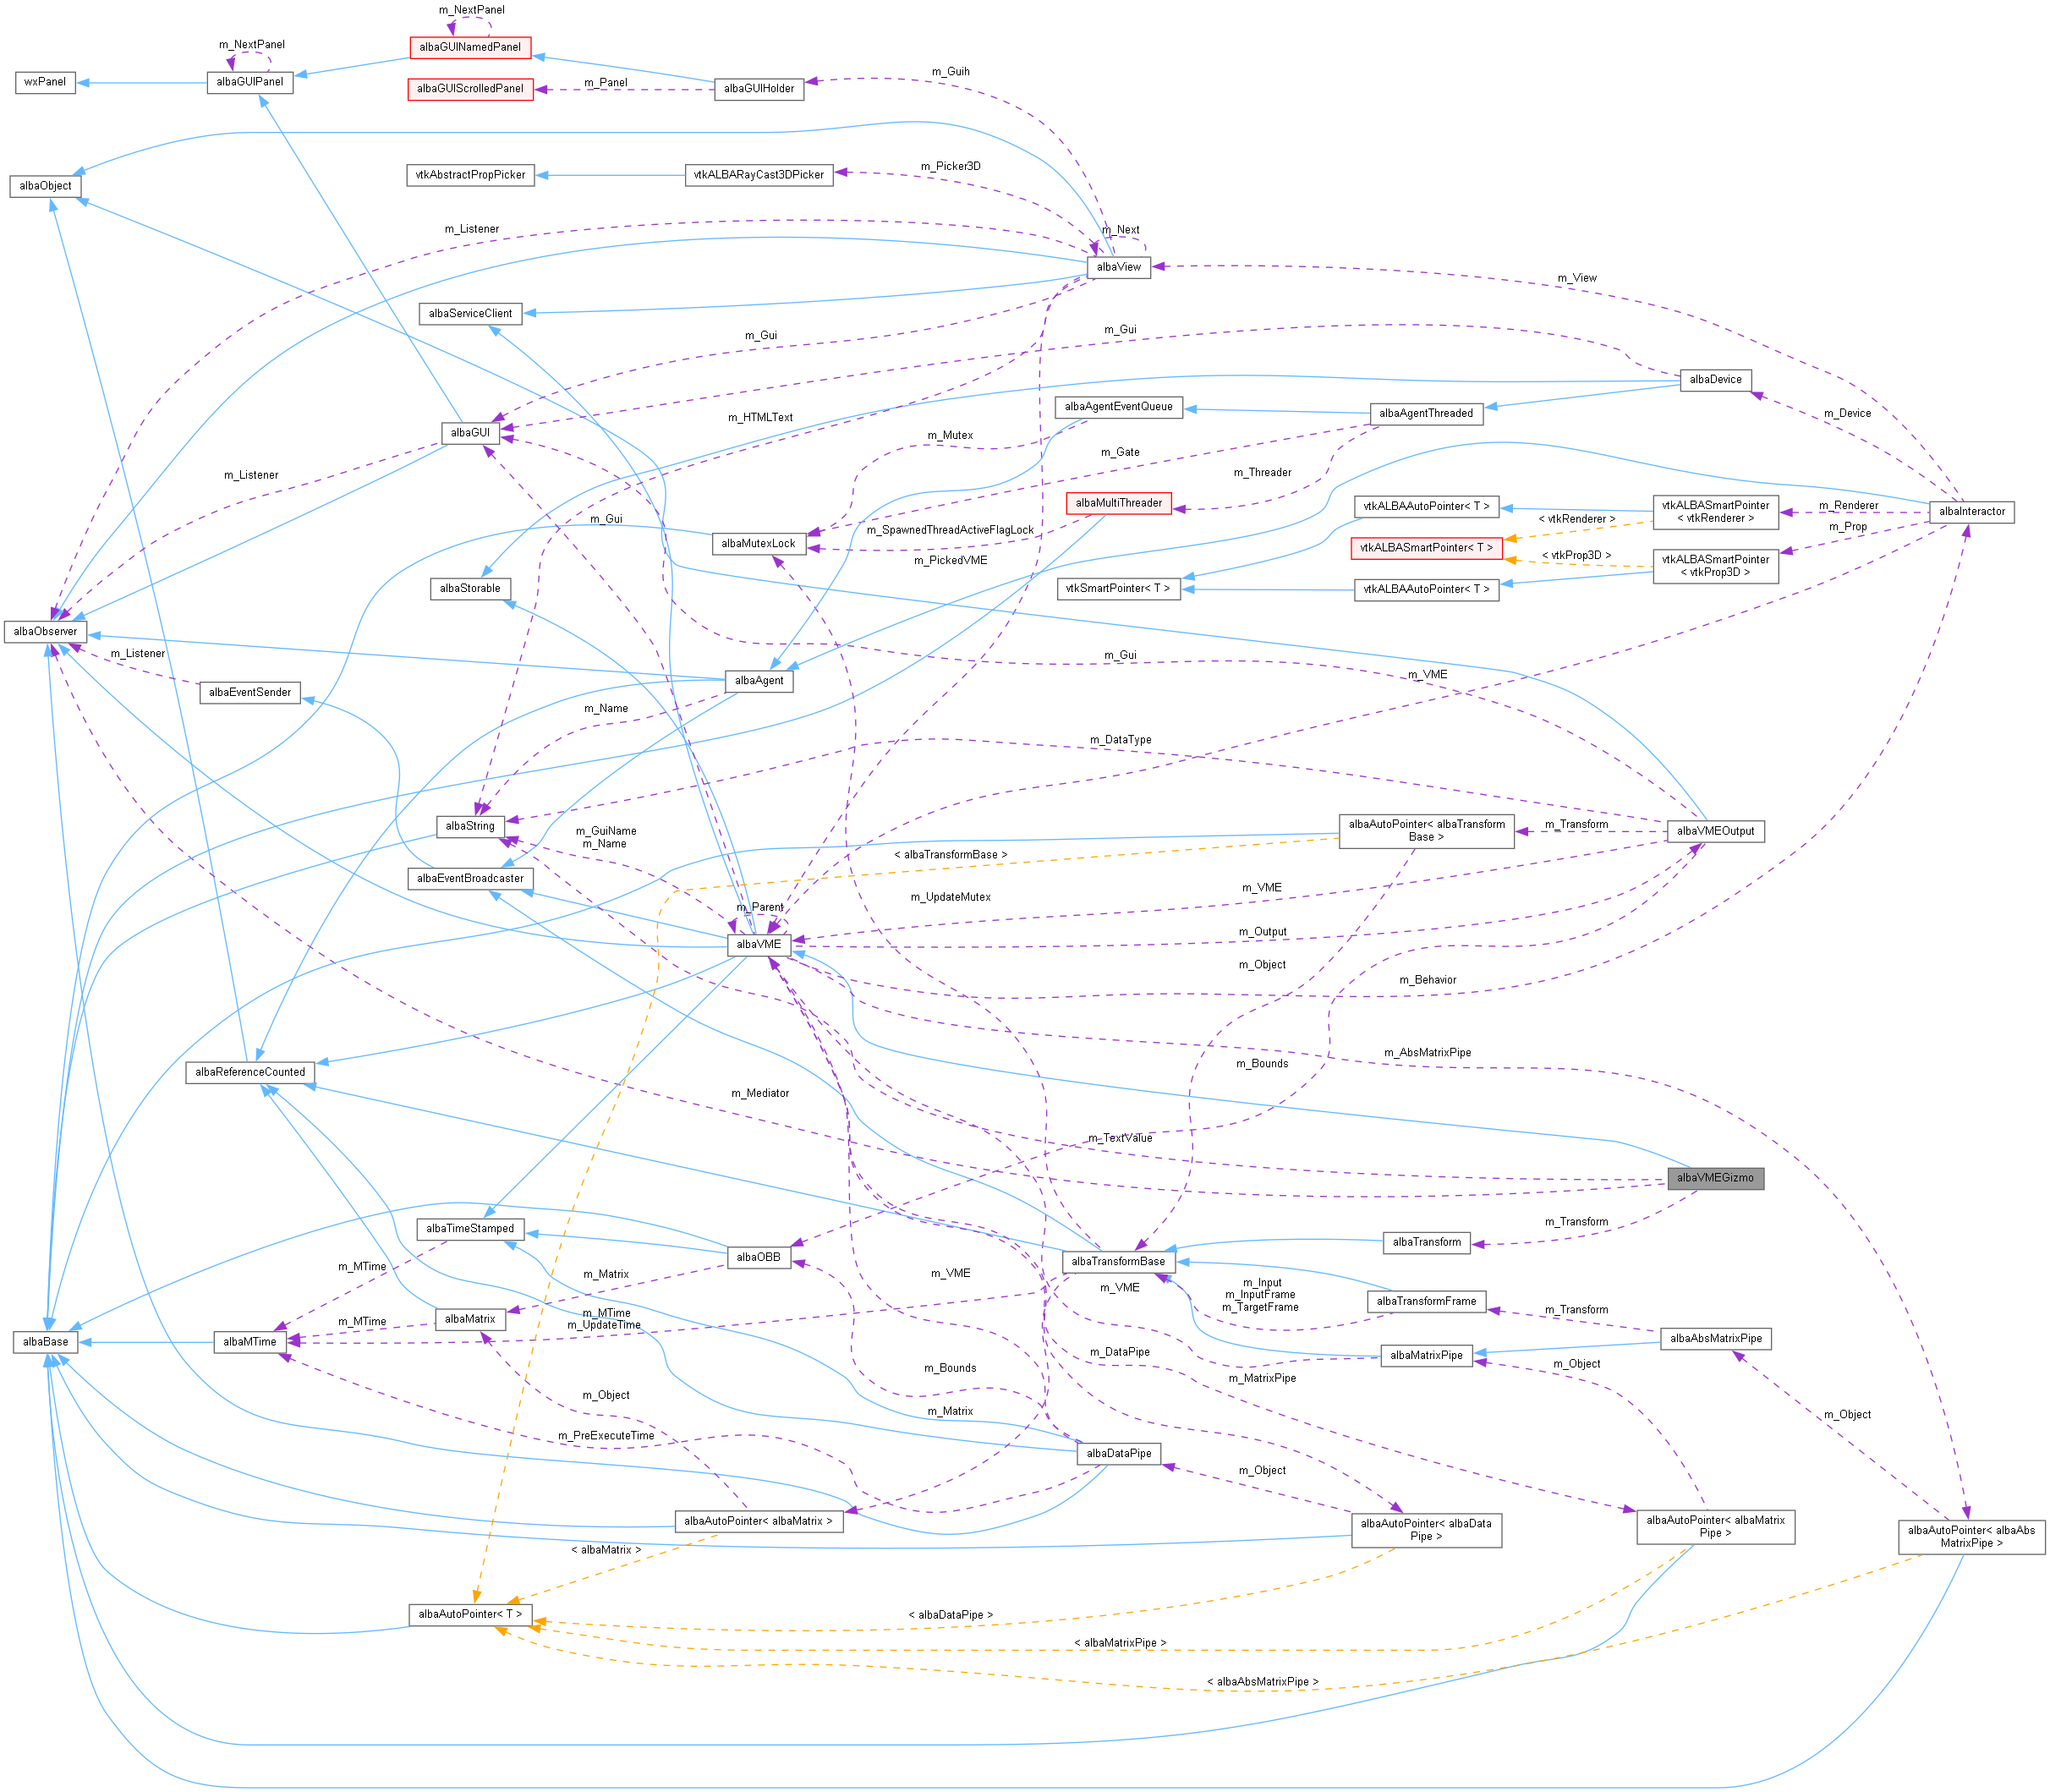 m_NextPanel
albaGUINamedPanel
m_NextPanel
wxPanel
albaGUIPanel
m_Guih
albaGUIScrolledPanel
m_Panel
albaGUIHolder
albaObject
vtkAbstractPropPicker
vtkALBARayCast3DPicker
m_Picker3D
m_Listener
m_Next
albaView
m_View
albaServiceClient
m_Gui
m_Gui
albaDevice
m_HTMLText
albaAgentEventQueue
albaAgentThreaded
m_Device
albaGUI
m_Mutex
m_Gate
m_Listener
m_Threader
albaMultiThreader
vtkALBAAutoPointer< T >
vtkALBASmartPointer
< vtkRenderer >
m_Renderer
albaInteractor
m_Gui
m_SpawnedThreadActiveFlagLock
< vtkRenderer >
m_Prop
albaMutexLock
vtkALBASmartPointer< T >
m_PickedVME
< vtkProp3D >
vtkALBASmartPointer
< vtkProp3D >
albaStorable
vtkSmartPointer< T >
vtkALBAAutoPointer< T >
albaObserver
m_Listener
m_Gui
albaEventSender
albaAgent
m_VME
m_Name
m_DataType
albaString
m_GuiName
m_Name
albaAutoPointer< albaTransform
Base >
m_Transform
albaVMEOutput
< albaTransformBase >
albaEventBroadcaster
m_VME
m_UpdateMutex
m_Parent
albaVME
m_Output
m_Object
m_Behavior
m_AbsMatrixPipe
albaReferenceCounted
m_Bounds
m_Mediator
m_TextValue
albaVMEGizmo
albaTimeStamped
m_Transform
albaTransform
albaOBB
albaTransformBase
m_MTime
m_Matrix
m_VME
m_VME
m_Input
m_InputFrame
m_TargetFrame
albaTransformFrame
m_Transform
albaMatrix
m_MTime
m_UpdateTime
albaBase
albaMTime
m_MTime
albaAbsMatrixPipe
m_DataPipe
albaMatrixPipe
m_Bounds
m_MatrixPipe
m_Object
m_Object
m_Matrix
m_Object
m_PreExecuteTime
albaDataPipe
m_Object
albaAutoPointer< albaMatrix >
albaAutoPointer< albaData
Pipe >
albaAutoPointer< albaMatrix
Pipe >
albaAutoPointer< albaAbs
MatrixPipe >
< albaMatrix >
albaAutoPointer< T >
< albaDataPipe >
< albaMatrixPipe >
< albaAbsMatrixPipe >